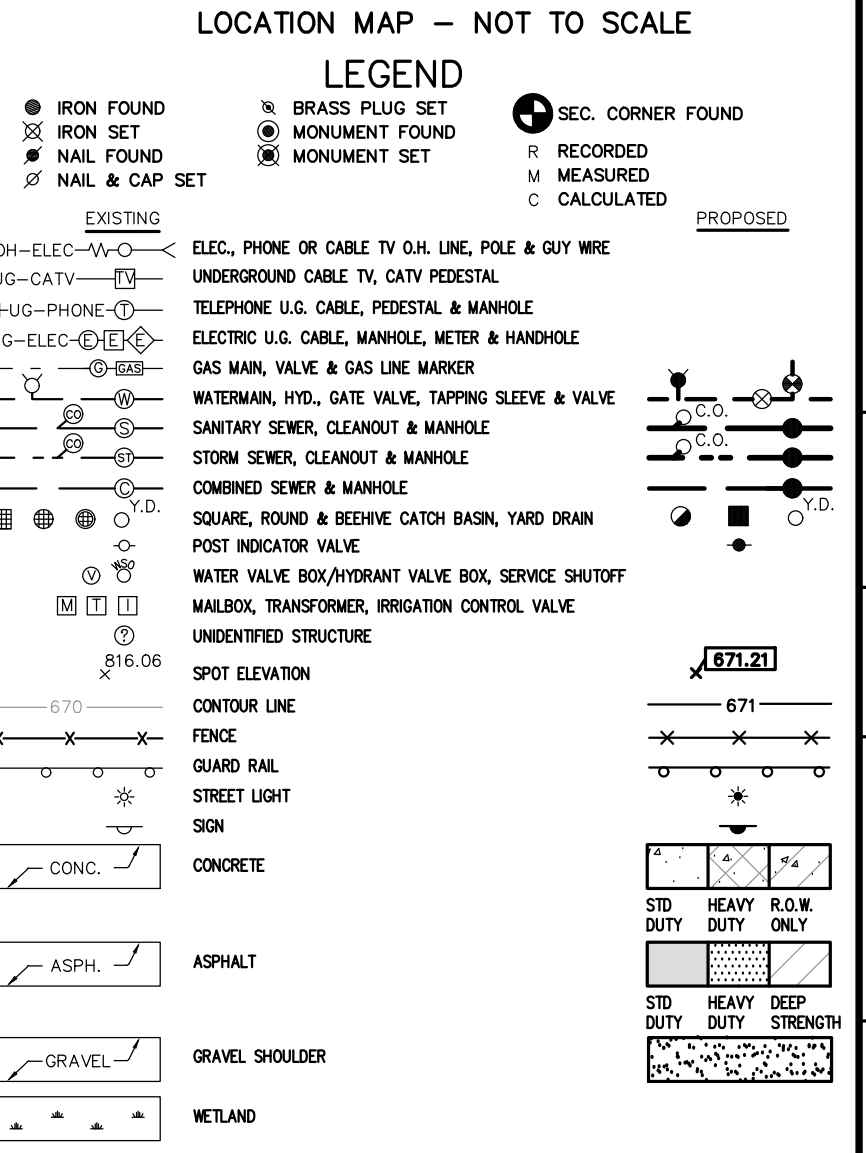 LOCATION MAP – NOT TO SCALE
LEGEND
IRON FOUND
IRON SET
NAIL FOUND
NAIL & CAP SET
BRASS PLUG SET
MONUMENT FOUND
MONUMENT SET
SEC. CORNER FOUND
R RECORDED
M MEASURED
C CALCULATED
EXISTING PROPOSED
OH-ELEC ELEC., PHONE OR CABLE TV O.H. LINE, POLE & GUY WIRE
UG-CATV TV UNDERGROUND CABLE TV, CATV PEDESTAL
UG-PHONE T TELEPHONE U.G. CABLE, PEDESTAL & MANHOLE
G-ELEC E E E ELECTRIC U.G. CABLE, MANHOLE, METER & HANDHOLE
G GAS GAS MAIN, VALVE & GAS LINE MARKER
W WATERMAIN, HYD., GATE VALVE, TAPPING SLEEVE & VALVE
CO S SANITARY SEWER, CLEANOUT & MANHOLE C.O.
CO ST STORM SEWER, CLEANOUT & MANHOLE C.O.
C COMBINED SEWER & MANHOLE
Y.D. SQUARE, ROUND & BEEHIVE CATCH BASIN, YARD DRAIN Y.D.
POST INDICATOR VALVE
V WSO WATER VALVE BOX/HYDRANT VALVE BOX, SERVICE SHUTOFF
M T I MAILBOX, TRANSFORMER, IRRIGATION CONTROL VALVE
? UNIDENTIFIED STRUCTURE
816.06 SPOT ELEVATION 671.21
670 CONTOUR LINE 671
FENCE
GUARD RAIL
STREET LIGHT
SIGN
CONC. CONCRETE
STD DUTY
HEAVY DUTY
R.O.W. ONLY
ASPH. ASPHALT
STD DUTY
HEAVY DUTY
DEEP STRENGTH
GRAVEL GRAVEL SHOULDER
WETLAND